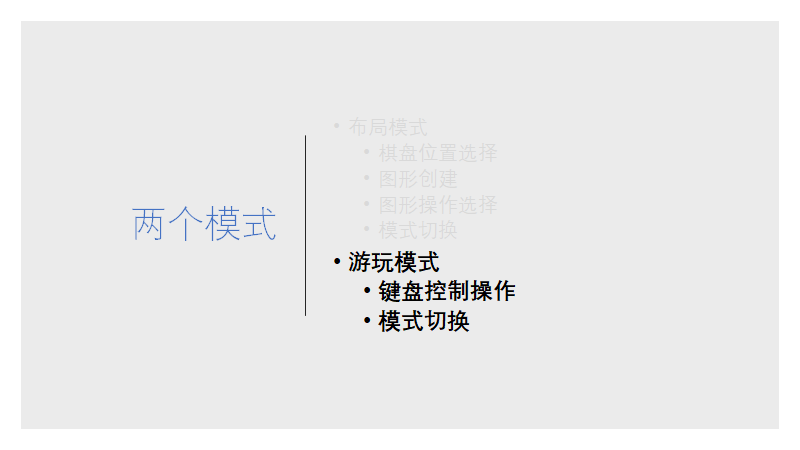 两个模式
• 布局模式
• 棋盘位置选择
• 图形创建
• 图形操作选择
• 模式切换
• 游玩模式
• 键盘控制操作
• 模式切换